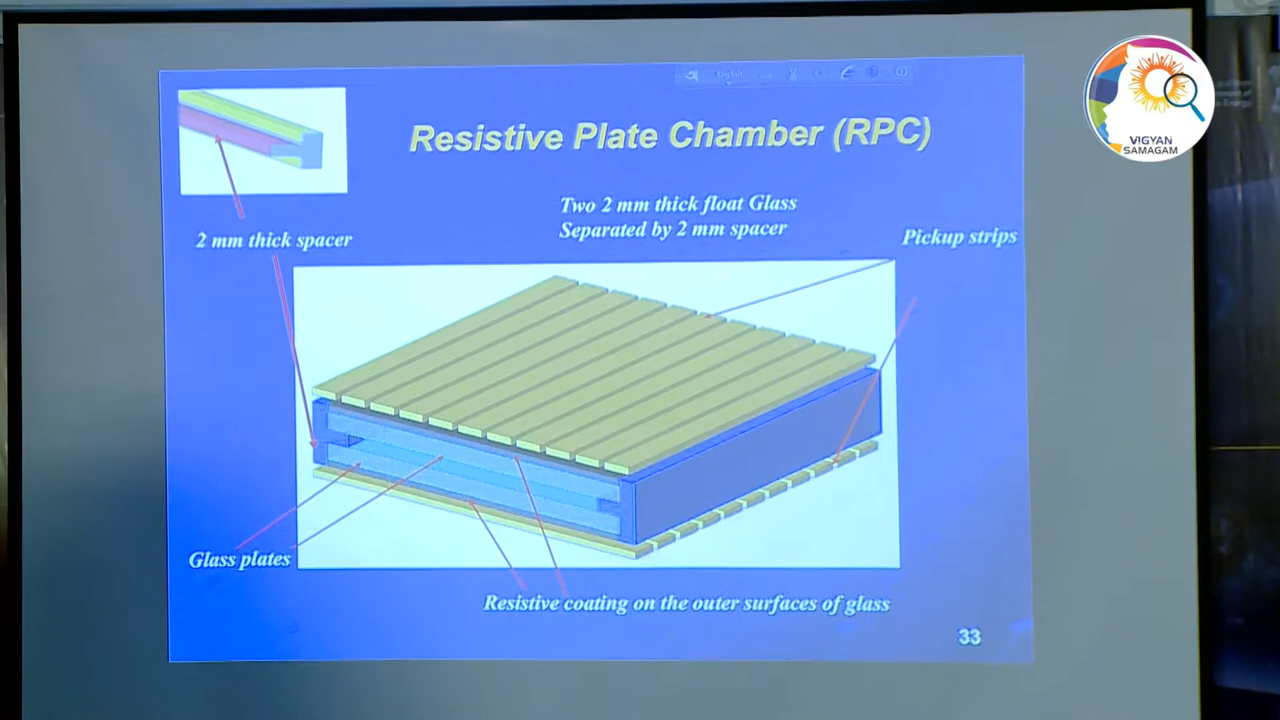 English
Resistive Plate Chamber (RPC)
Two 2 mm thick float Glass
Separated by 2 mm spacer
2 mm thick spacer
Pickup strips
Glass plates
Resistive coating on the outer surfaces of glass
33
VIGYAN
SAMAGAM